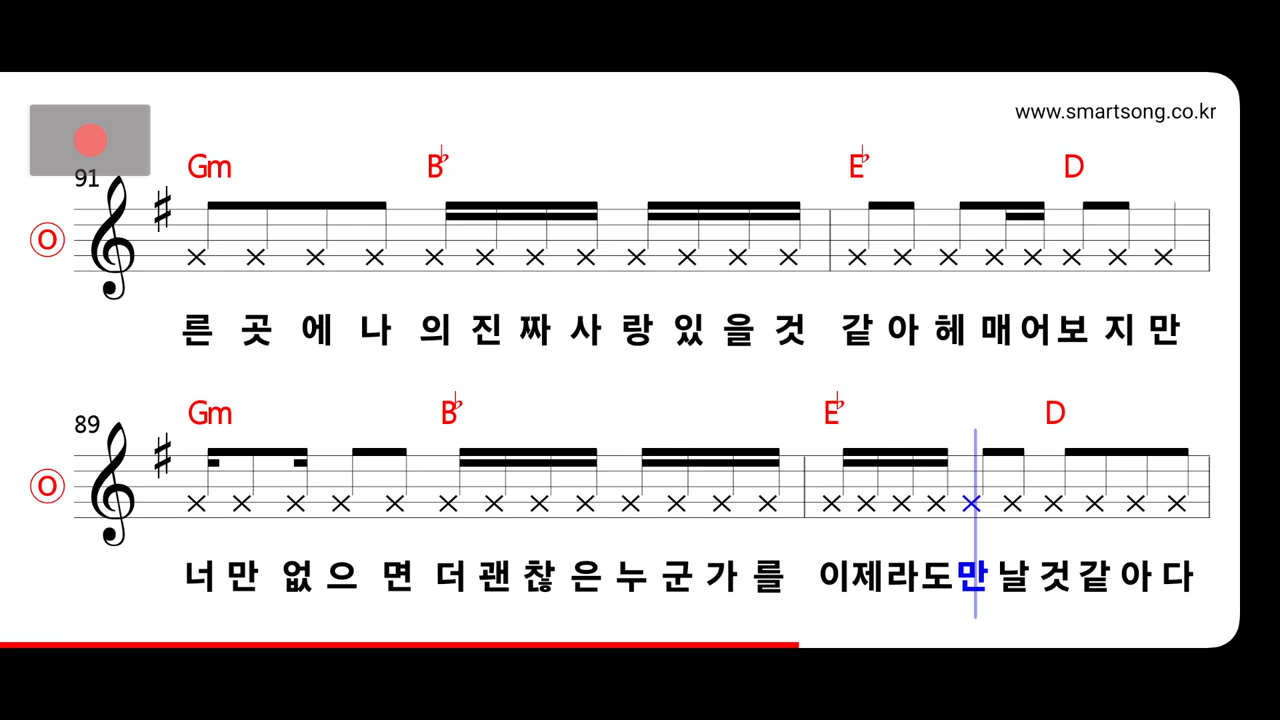 www.smartsong.co.kr
Gm B♭ E♭ D
91
O
른 곳 에 나 의 진 짜 사 랑 있 을 것 같 아 헤 매 어 보 지 만
Gm B♭ E♭ D
89
O
너 만 없 으 면 더 괜 찮 은 누 군 가 를 이 제 라 도 만 날 것 같 아 다